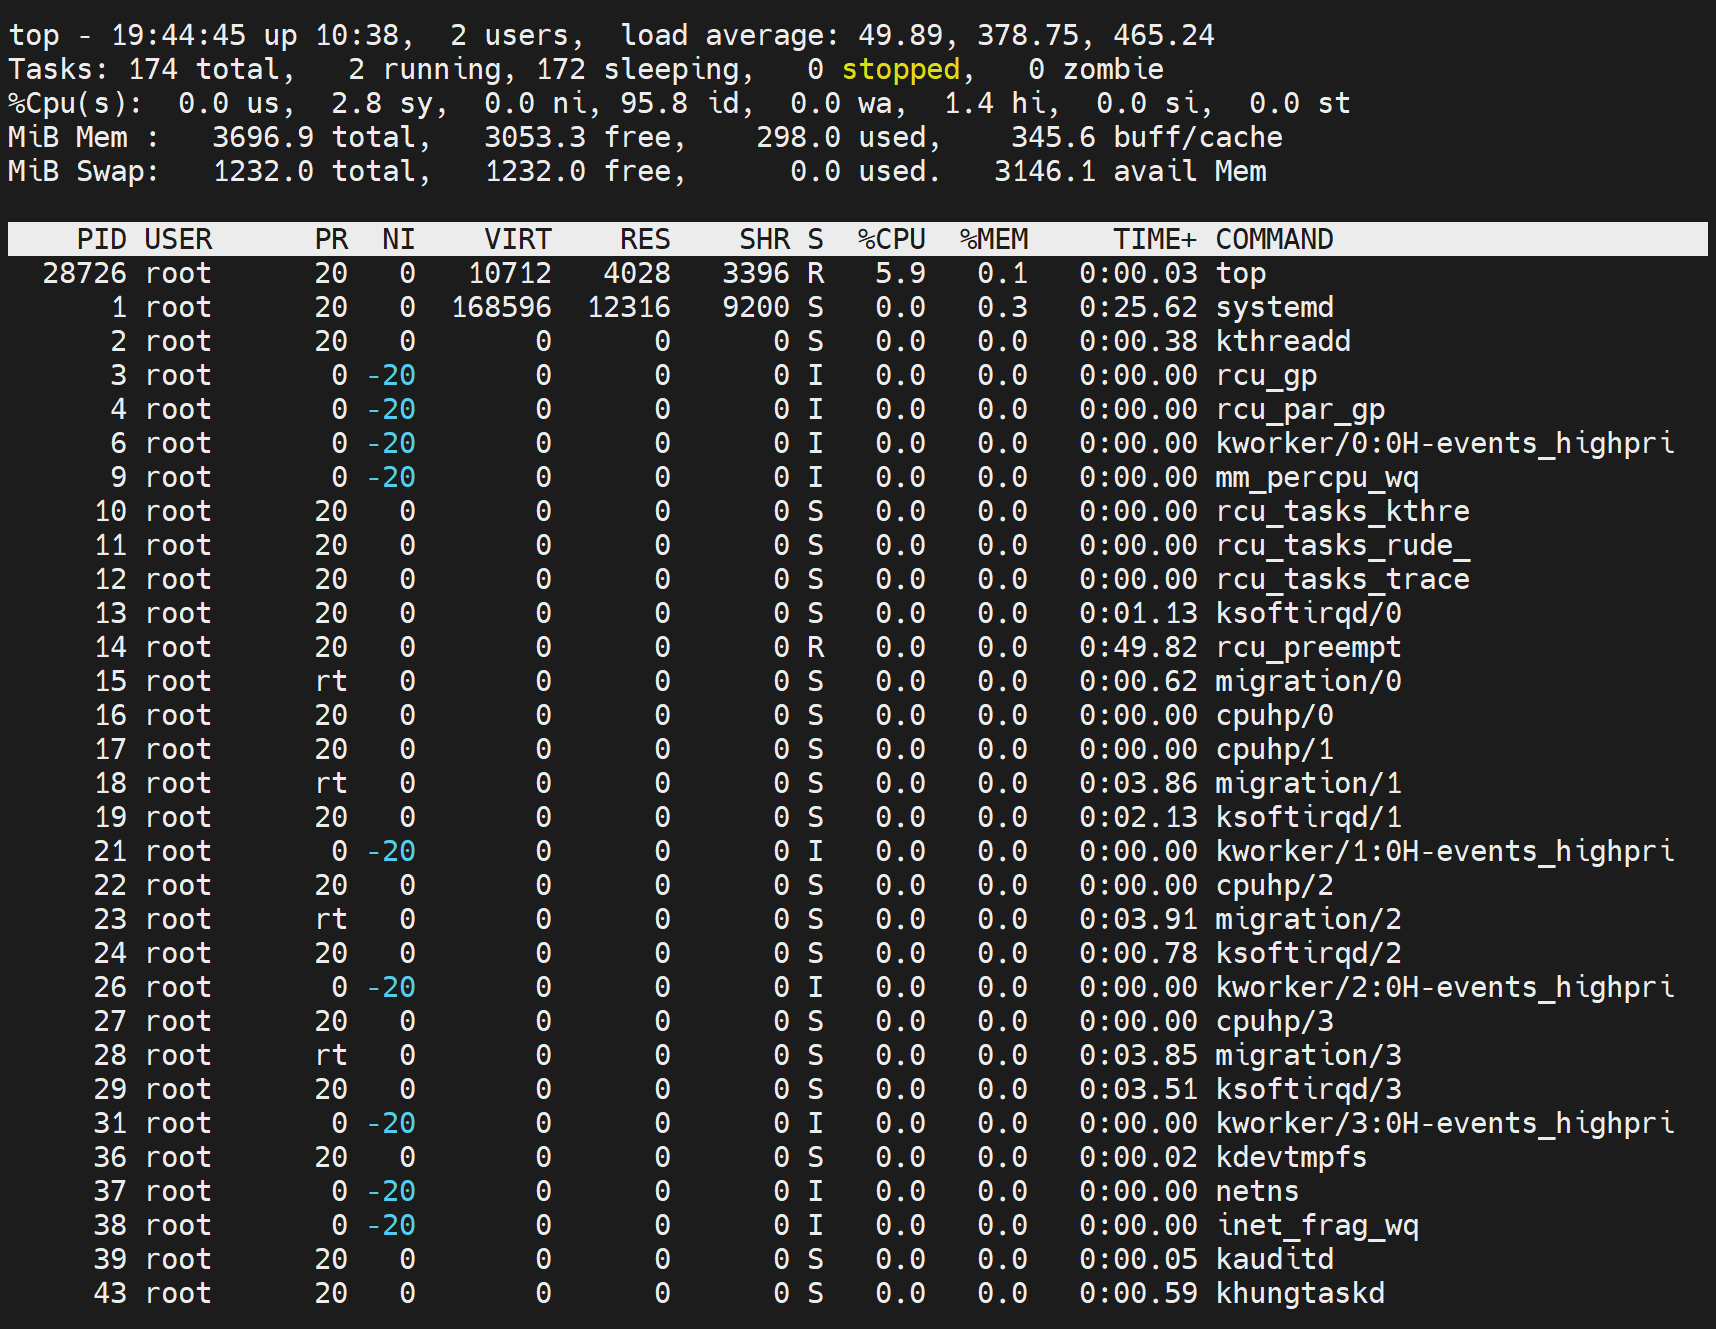 top - 19:44:45 up 10:38,  2 users,  load average: 49.89, 378.75, 465.24
Tasks: 174 total,   2 running, 172 sleeping,   0 stopped,   0 zombie
%Cpu(s):  0.0 us,  2.8 sy,  0.0 ni, 95.8 id,  0.0 wa,  1.4 hi,  0.0 si,  0.0 st
MiB Mem :   3696.9 total,   3053.3 free,    298.0 used,    345.6 buff/cache
MiB Swap:   1232.0 total,   1232.0 free,      0.0 used.   3146.1 avail Mem
    PID USER      PR  NI    VIRT    RES    SHR S  %CPU  %MEM     TIME+ COMMAND
  28726 root      20   0   10712   4028   3396 R   5.9   0.1   0:00.03 top
      1 root      20   0  168596  12316   9200 S   0.0   0.3   0:25.62 systemd
      2 root      20   0       0      0      0 S   0.0   0.0   0:00.38 kthreadd
      3 root       0 -20       0      0      0 I   0.0   0.0   0:00.00 rcu_gp
      4 root       0 -20       0      0      0 I   0.0   0.0   0:00.00 rcu_par_gp
      6 root       0 -20       0      0      0 I   0.0   0.0   0:00.00 kworker/0:0H-events_highpri
      9 root       0 -20       0      0      0 I   0.0   0.0   0:00.00 mm_percpu_wq
     10 root      20   0       0      0      0 S   0.0   0.0   0:00.00 rcu_tasks_kthre
     11 root      20   0       0      0      0 S   0.0   0.0   0:00.00 rcu_tasks_rude_
     12 root      20   0       0      0      0 S   0.0   0.0   0:00.00 rcu_tasks_trace
     13 root      20   0       0      0      0 S   0.0   0.0   0:01.13 ksoftirqd/0
     14 root      20   0       0      0      0 R   0.0   0.0   0:49.82 rcu_preempt
     15 root      rt   0       0      0      0 S   0.0   0.0   0:00.62 migration/0
     16 root      20   0       0      0      0 S   0.0   0.0   0:00.00 cpuhp/0
     17 root      20   0       0      0      0 S   0.0   0.0   0:00.00 cpuhp/1
     18 root      rt   0       0      0      0 S   0.0   0.0   0:03.86 migration/1
     19 root      20   0       0      0      0 S   0.0   0.0   0:02.13 ksoftirqd/1
     21 root       0 -20       0      0      0 I   0.0   0.0   0:00.00 kworker/1:0H-events_highpri
     22 root      20   0       0      0      0 S   0.0   0.0   0:00.00 cpuhp/2
     23 root      rt   0       0      0      0 S   0.0   0.0   0:03.91 migration/2
     24 root      20   0       0      0      0 S   0.0   0.0   0:00.78 ksoftirqd/2
     26 root       0 -20       0      0      0 I   0.0   0.0   0:00.00 kworker/2:0H-events_highpri
     27 root      20   0       0      0      0 S   0.0   0.0   0:00.00 cpuhp/3
     28 root      rt   0       0      0      0 S   0.0   0.0   0:03.85 migration/3
     29 root      20   0       0      0      0 S   0.0   0.0   0:03.51 ksoftirqd/3
     31 root       0 -20       0      0      0 I   0.0   0.0   0:00.00 kworker/3:0H-events_highpri
     36 root      20   0       0      0      0 S   0.0   0.0   0:00.02 kdevtmpfs
     37 root       0 -20       0      0      0 I   0.0   0.0   0:00.00 netns
     38 root       0 -20       0      0      0 I   0.0   0.0   0:00.00 inet_frag_wq
     39 root      20   0       0      0      0 S   0.0   0.0   0:00.05 kauditd
     43 root      20   0       0      0      0 S   0.0   0.0   0:00.59 khungtaskd